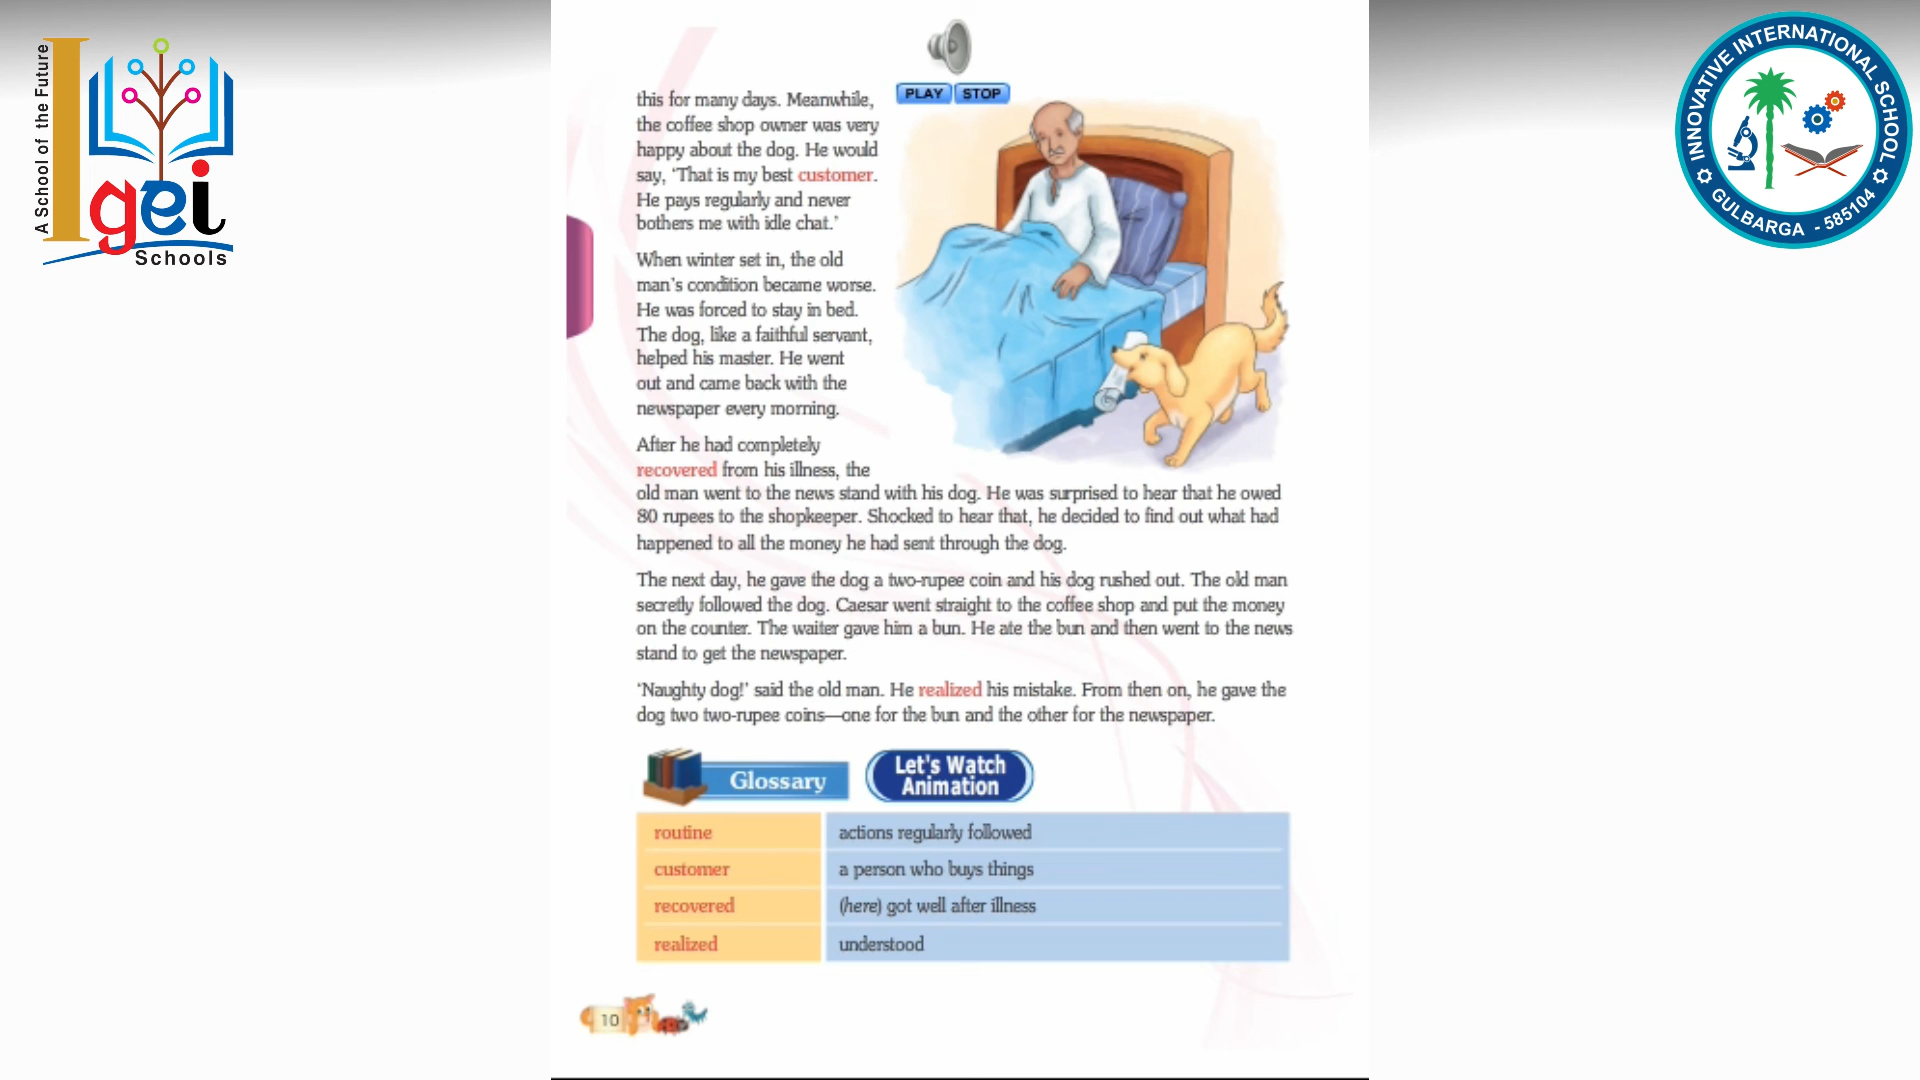 A School of the Future
Igei
Schools
PLAY STOP
this for many days. Meanwhile,
the coffee shop owner was very
happy about the dog. He would
say, ‘That is my best customer.
He pays regularly and never
bothers me with idle chat.’
When winter set in, the old
man’s condition became worse.
He was forced to stay in bed.
The dog, like a faithful servant,
helped his master. He went
out and came back with the
newspaper every morning.
After he had completely
recovered from his illness, the
old man went to the news stand with his dog. He was surprised to hear that he owed
80 rupees to the shopkeeper. Shocked to hear that, he decided to find out what had
happened to all the money he had sent through the dog.
The next day, he gave the dog a two-rupee coin and his dog rushed out. The old man
secretly followed the dog. Caesar went straight to the coffee shop and put the money
on the counter. The waiter gave him a bun. He ate the bun and then went to the news
stand to get the newspaper.
‘Naughty dog!’ said the old man. He realized his mistake. From then on, he gave the
dog two two-rupee coins—one for the bun and the other for the newspaper.
Glossary
Let's Watch
Animation
routine actions regularly followed
customer a person who buys things
recovered (here) got well after illness
realized understood
10
INNOVATIVE INTERNATIONAL SCHOOL
GULBARGA - 585104